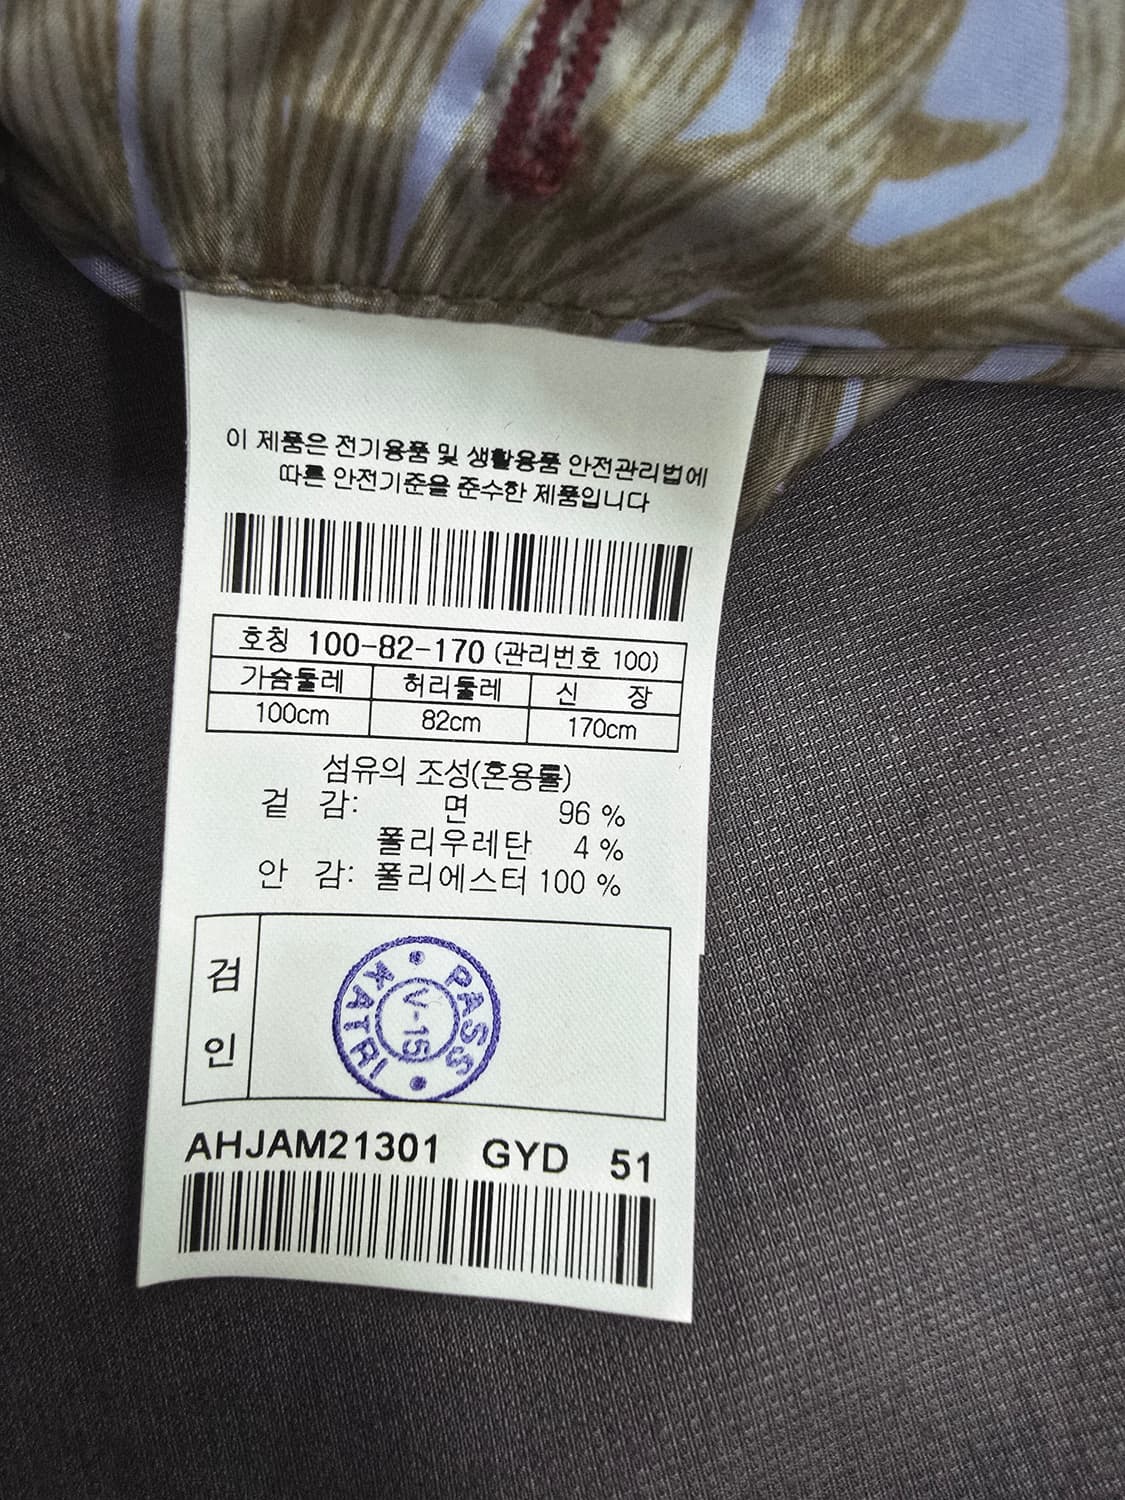 이 제품은 전기용품 및 생활용품 안전관리법에
따른 안전기준을 준수한 제품입니다
호칭 100-82-170 (관리번호 100)
가슴둘레 허리둘레 신 장
100cm 82cm 170cm
섬유의 조성(혼용률)
겉 감: 면 96 %
폴리우레탄 4 %
안 감: 폴리에스터 100 %
검
인
PASS
KATRI
V-15
AHJAM21301 GYD 51